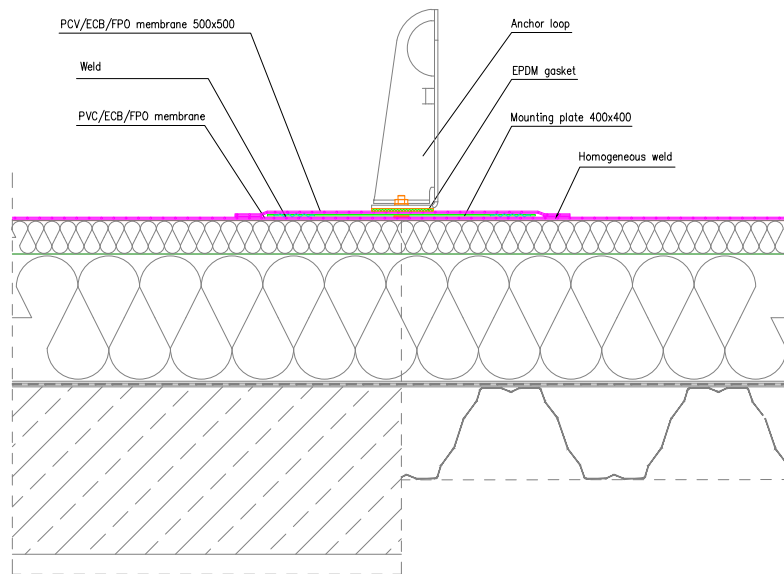 PCV/ECB/FPO membrane 500x500
Anchor loop
Weld
EPDM gasket
PVC/ECB/FPO membrane
Mounting plate 400x400
Homogeneous weld